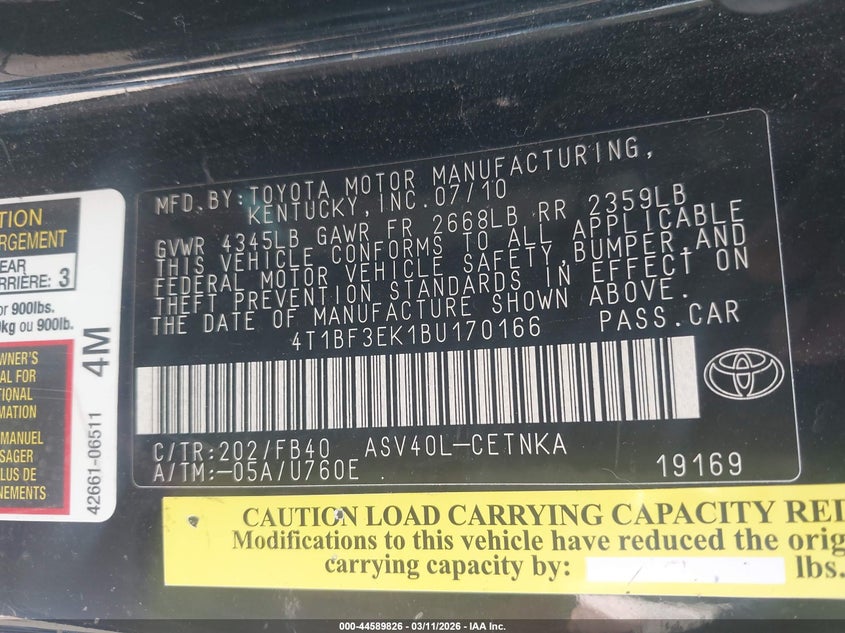 MFD. BY: TOYOTA MOTOR MANUFACTURING,
KENTUCKY, INC. 07/10
GVWR 4345LB GAWR FR 2668LB RR 2359LB
THIS VEHICLE CONFORMS TO ALL APPLICABLE
FEDERAL MOTOR VEHICLE SAFETY, BUMPER, AND
THEFT PREVENTION STANDARDS IN EFFECT ON
THE DATE OF MANUFACTURE SHOWN ABOVE.
4T1BF3EK1BU170166 PASS.CAR
C/TR:202/FB40 ASV40L-CETNKA
A/TM:-05A/U760E
19169
TION
RGEMENT
EAR
RRIÈRE: 3
or 900lbs.
kg ou 900lb.
WNER'S
AL FOR
TIONAL
MATION
MANUEL
SAGER
LUS DE
NEMENTS
4M
42661-06511
CAUTION LOAD CARRYING CAPACITY RE
Modifications to this vehicle have reduced the orig
carrying capacity by: lbs.
000-44589826 - 03/11/2026 - IAA Inc.